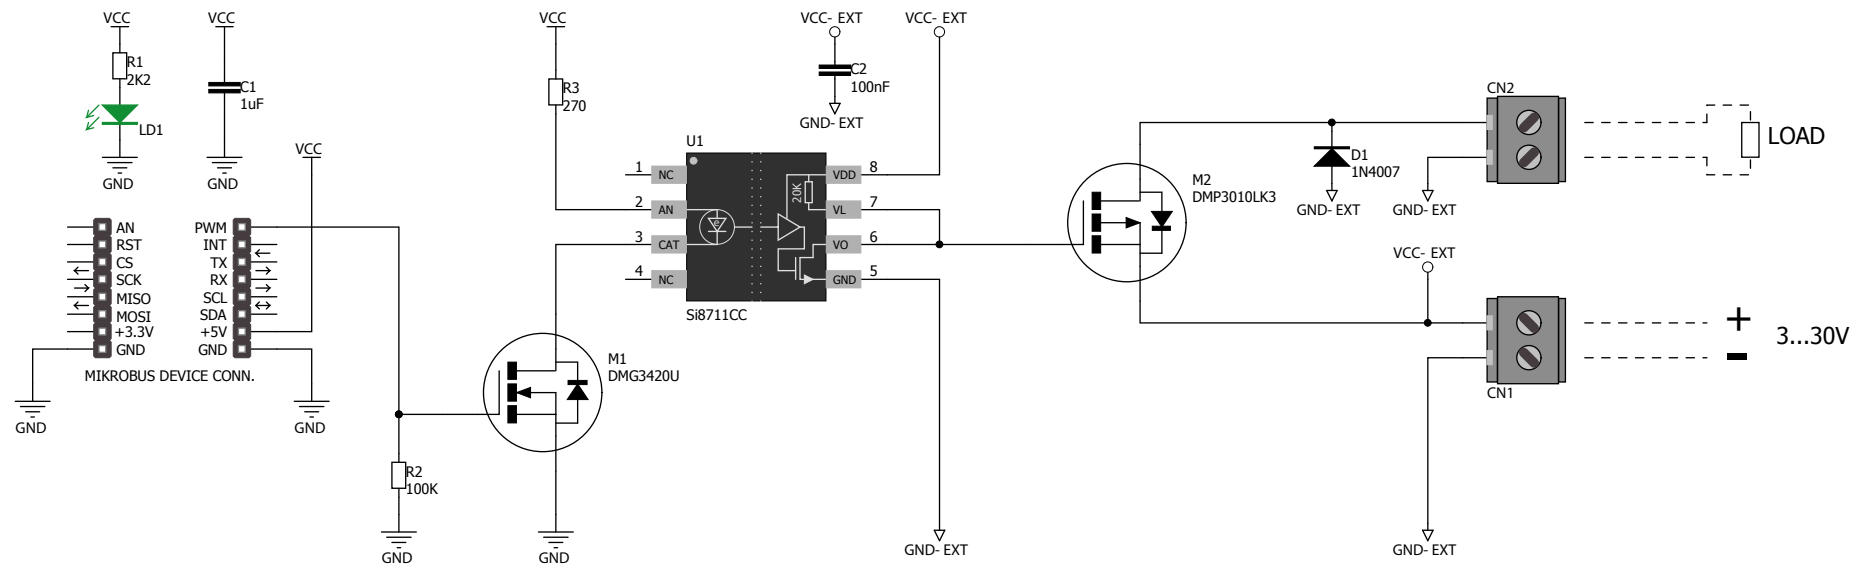 VCC
R1
2K2
LD1
GND
VCC
C1
1uF
GND
VCC
AN
RST
CS
SCK
MISO
MOSI
+3.3V
GND
PWM
INT
TX
RX
SCL
SDA
+5V
GND
MIKROBUS DEVICE CONN.
GND
GND
R2
100K
GND
VCC
R3
270
M1
DMG3420U
GND
U1
1 NC
2 AN
3 CAT
4 NC
20K
VDD 8
VL 7
VO 6
GND 5
Si8711CC
VCC- EXT
C2
100nF
GND- EXT
VCC- EXT
GND- EXT
M2
DMP3010LK3
D1
1N4007
GND- EXT
GND- EXT
CN2
LOAD
VCC- EXT
+
3...30V
-
CN1
GND- EXT